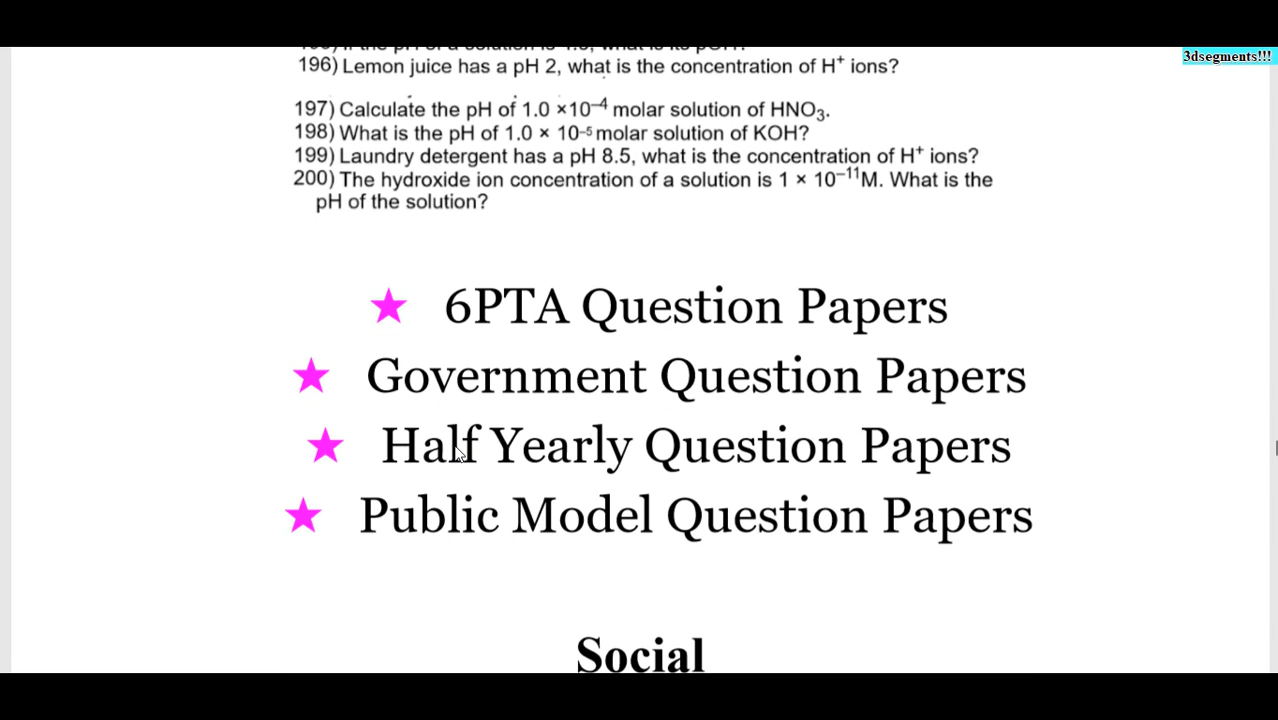 3dsegments!!!
196) Lemon juice has a pH 2, what is the concentration of H⁺ ions?
197) Calculate the pH of 1.0 ×10⁻⁴ molar solution of HNO₃.
198) What is the pH of 1.0 × 10⁻⁵ molar solution of KOH?
199) Laundry detergent has a pH 8.5, what is the concentration of H⁺ ions?
200) The hydroxide ion concentration of a solution is 1 × 10⁻¹¹M. What is the
pH of the solution?
★ 6PTA Question Papers
★ Government Question Papers
★ Half Yearly Question Papers
★ Public Model Question Papers
Social